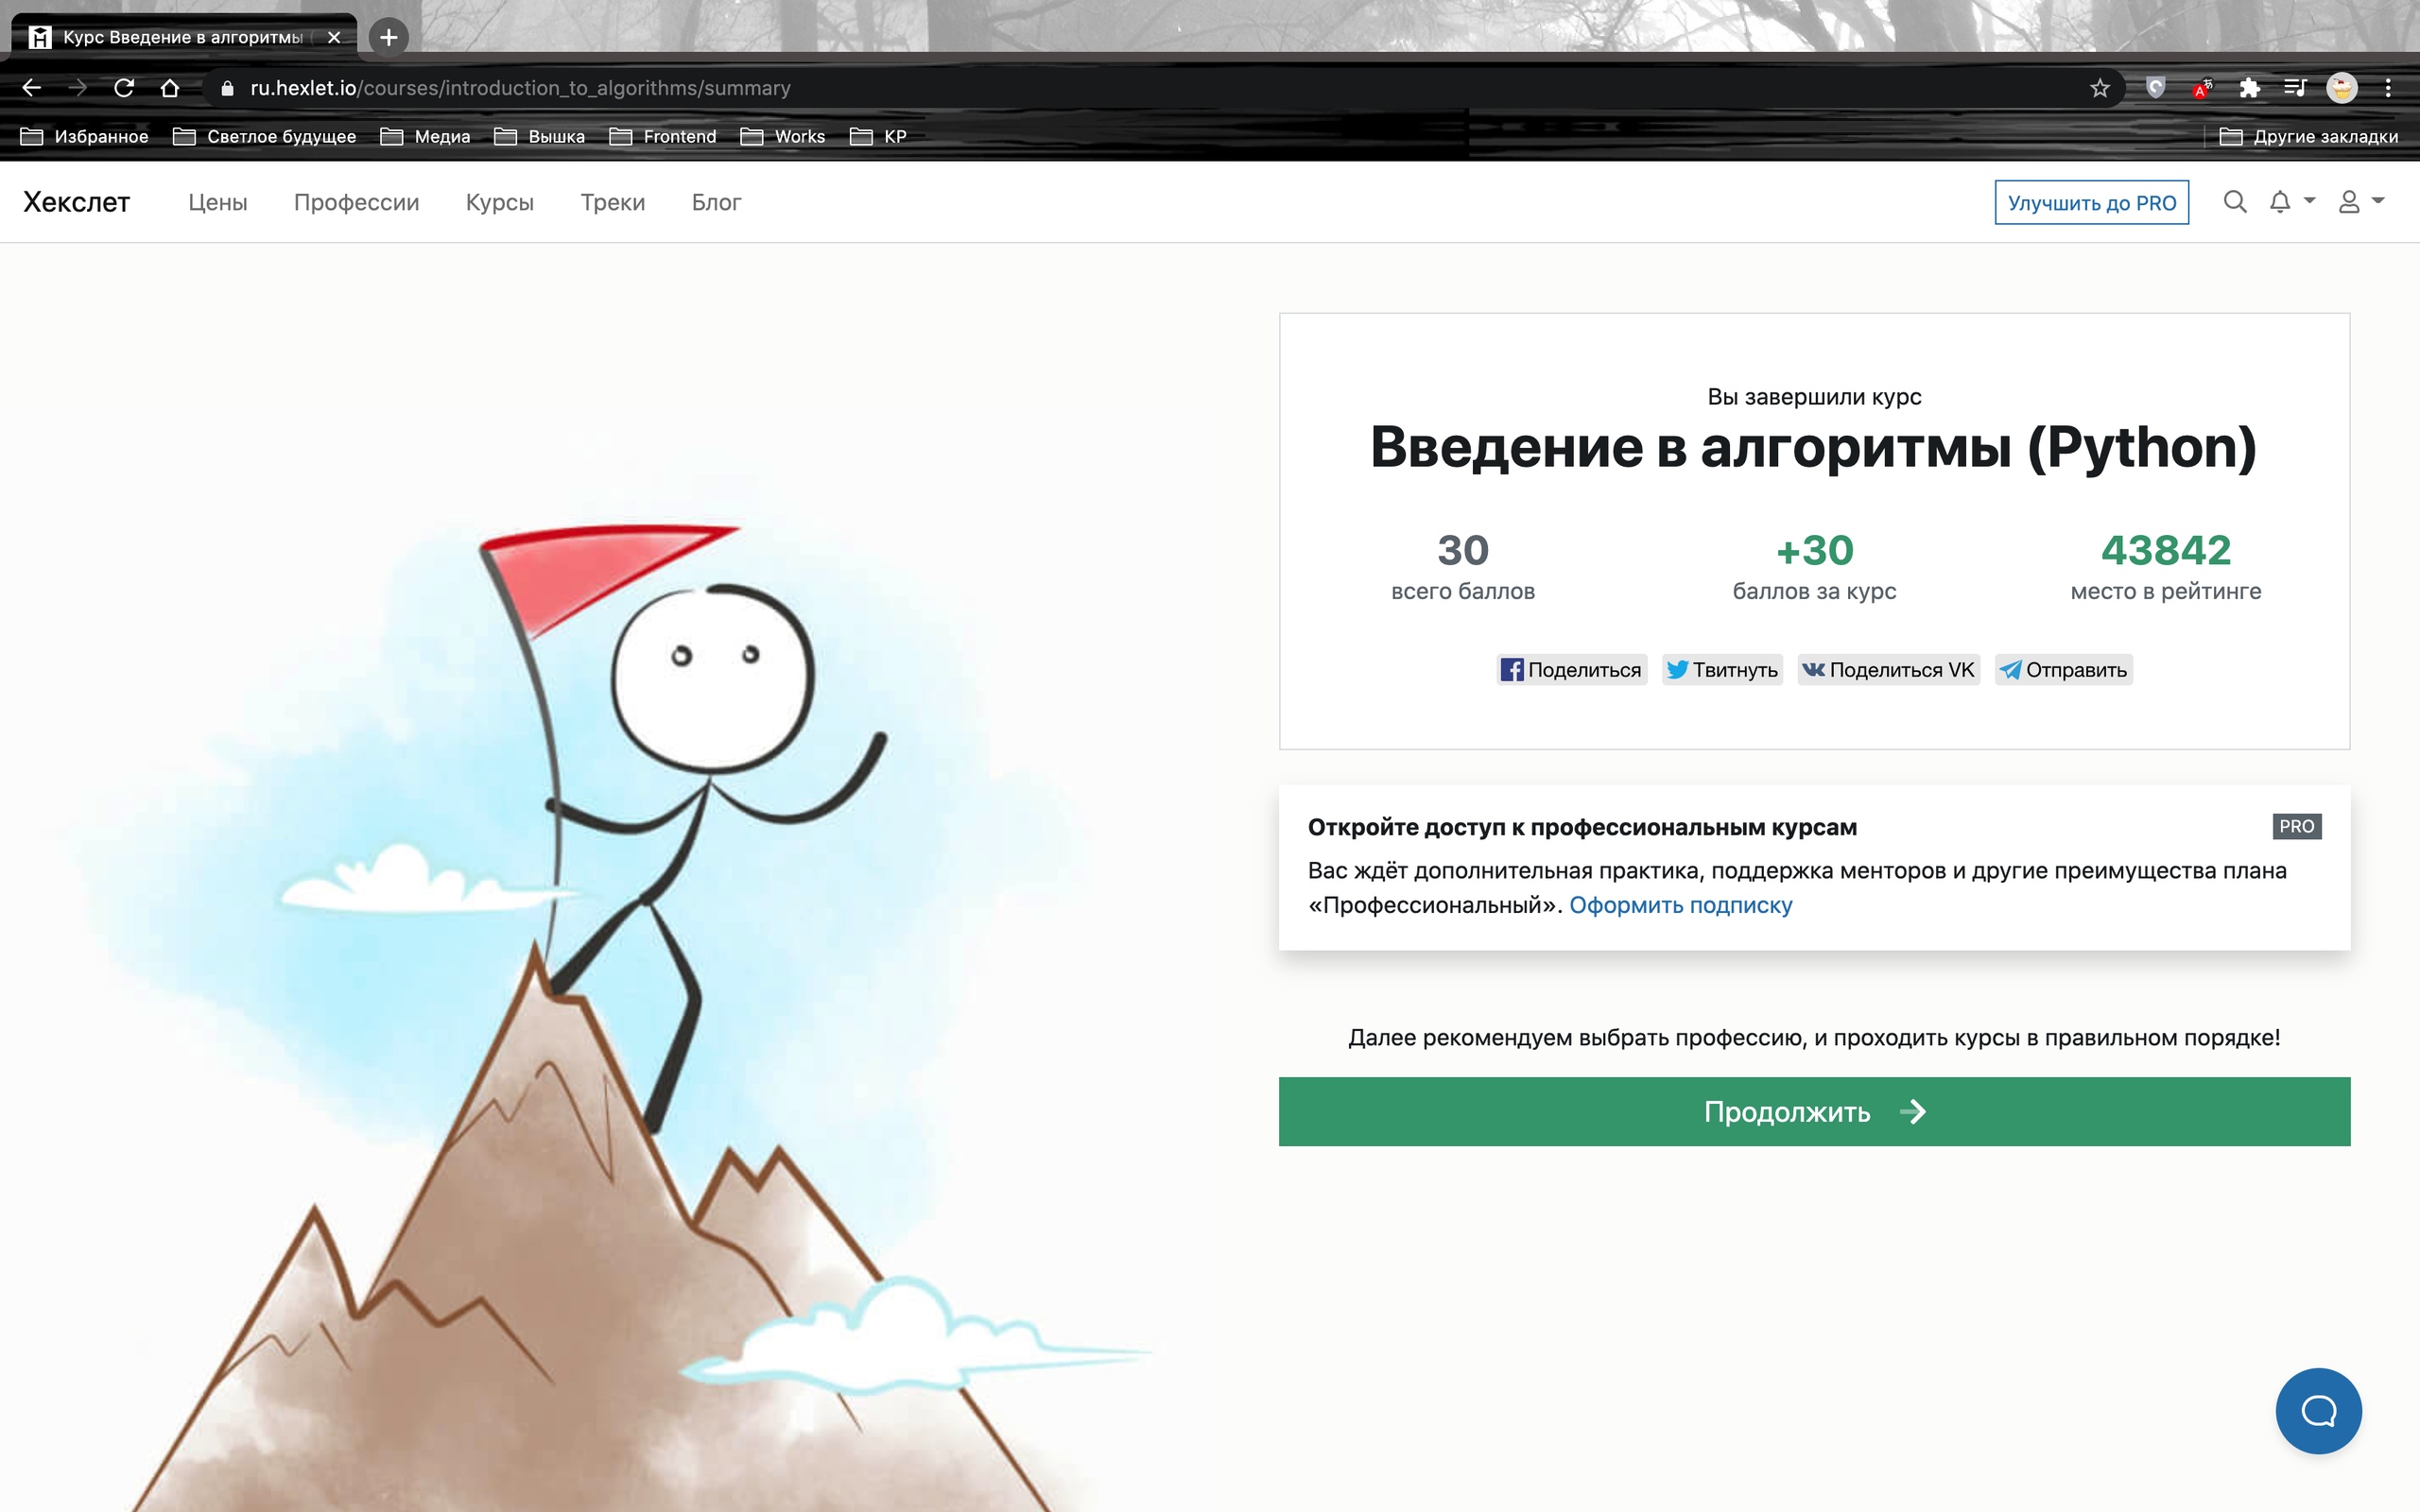 Курс Введение в алгоритмы
ru.hexlet.io/courses/introduction_to_algorithms/summary
Избранное Светлое будущее Медиа Вышка Frontend Works КР Другие закладки
Хекслет Цены Профессии Курсы Треки Блог Улучшить до PRO
Вы завершили курс
Введение в алгоритмы (Python)
30 +30 43842
всего баллов баллов за курс место в рейтинге
Поделиться Твитнуть Поделиться VK Отправить
Откройте доступ к профессиональным курсам PRO
Вас ждёт дополнительная практика, поддержка менторов и другие преимущества плана
«Профессиональный». Оформить подписку
Далее рекомендуем выбрать профессию, и проходить курсы в правильном порядке!
Продолжить